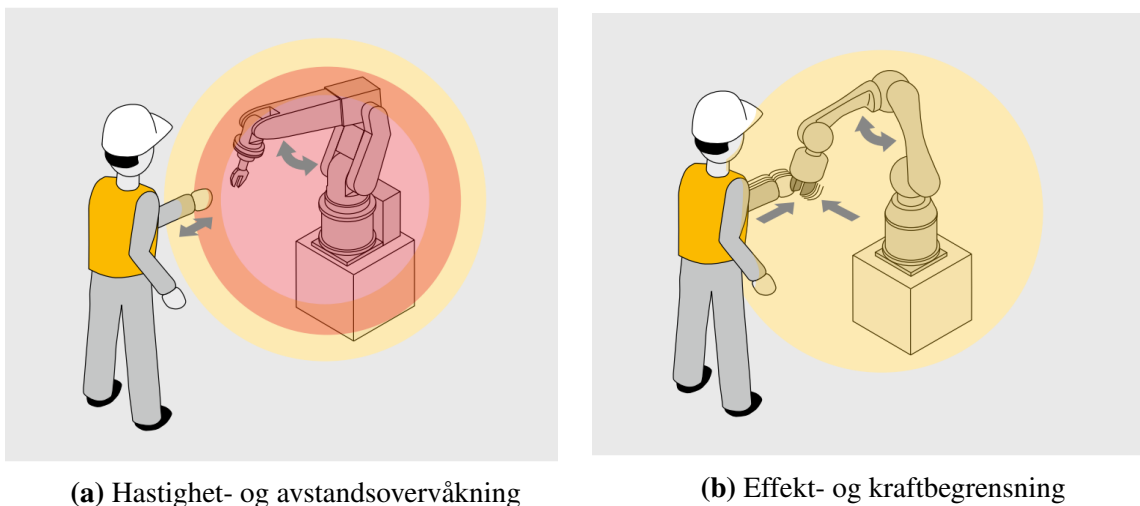 (a) Hastighet- og avstandsovervåkning
(b) Effekt- og kraftbegrensning